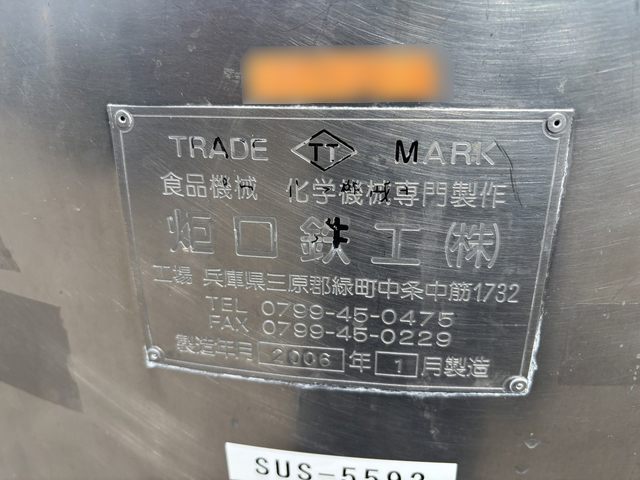 TRADE TT MARK
食品機械 化学機械専門製作
炬口鉄工(株)
工場 兵庫県三原郡緑町中条中筋1732
TEL 0799-45-0475
FAX 0799-45-0229
製造年月 2006 年 1 月製造